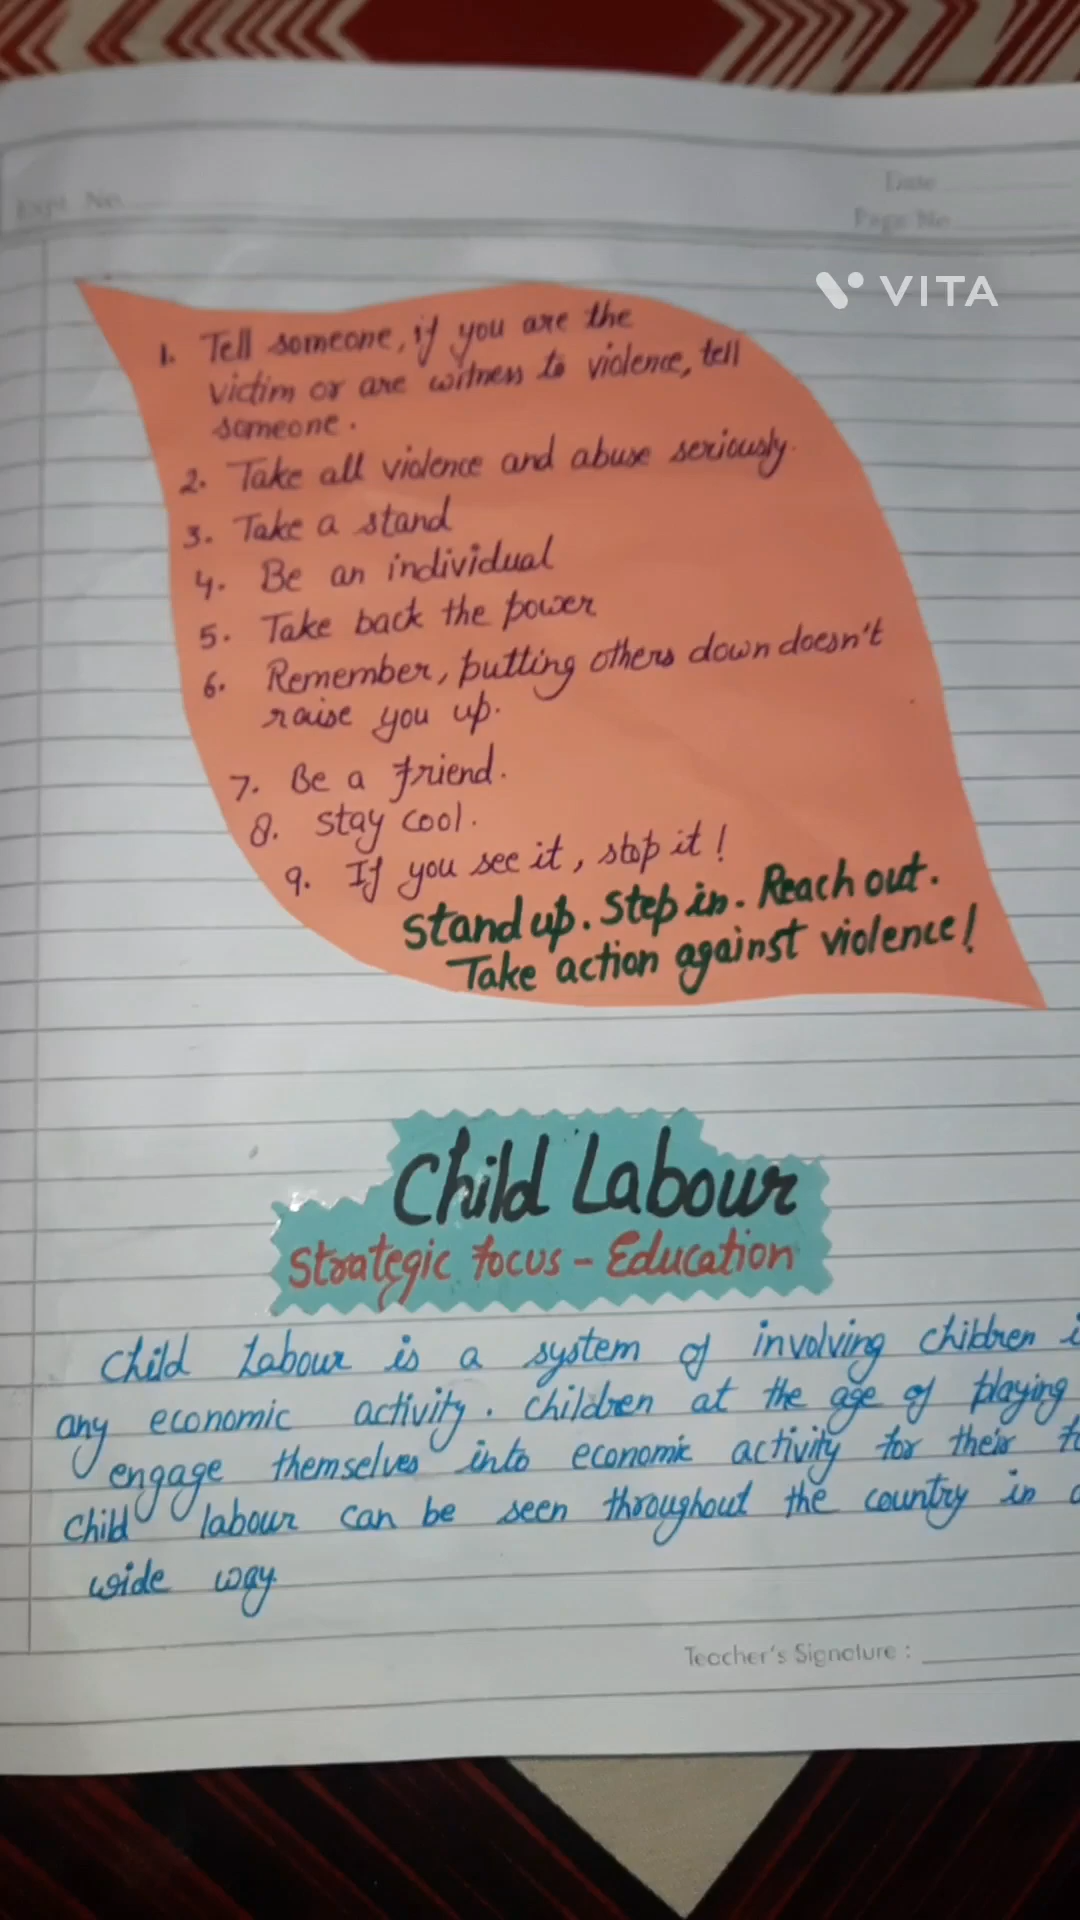 Expt. No.
Date
Page No.
VITA
1. Tell someone, if you are the
victim or are witness to violence, tell
someone.
2. Take all violence and abuse seriously.
3. Take a stand
4. Be an individual
5. Take back the power
6. Remember, putting others down doesn't
raise you up.
7. Be a friend.
8. Stay cool.
9. If you see it, stop it!
Stand up. Step in. Reach out.
Take action against violence!
Child Labour
Strategic focus - Education
Child Labour is a system of involving children
any economic activity. Children at the age of playing
engage themselves into economic activity for their
Child labour can be seen throughout the country in
wide way.
Teacher's Signature :